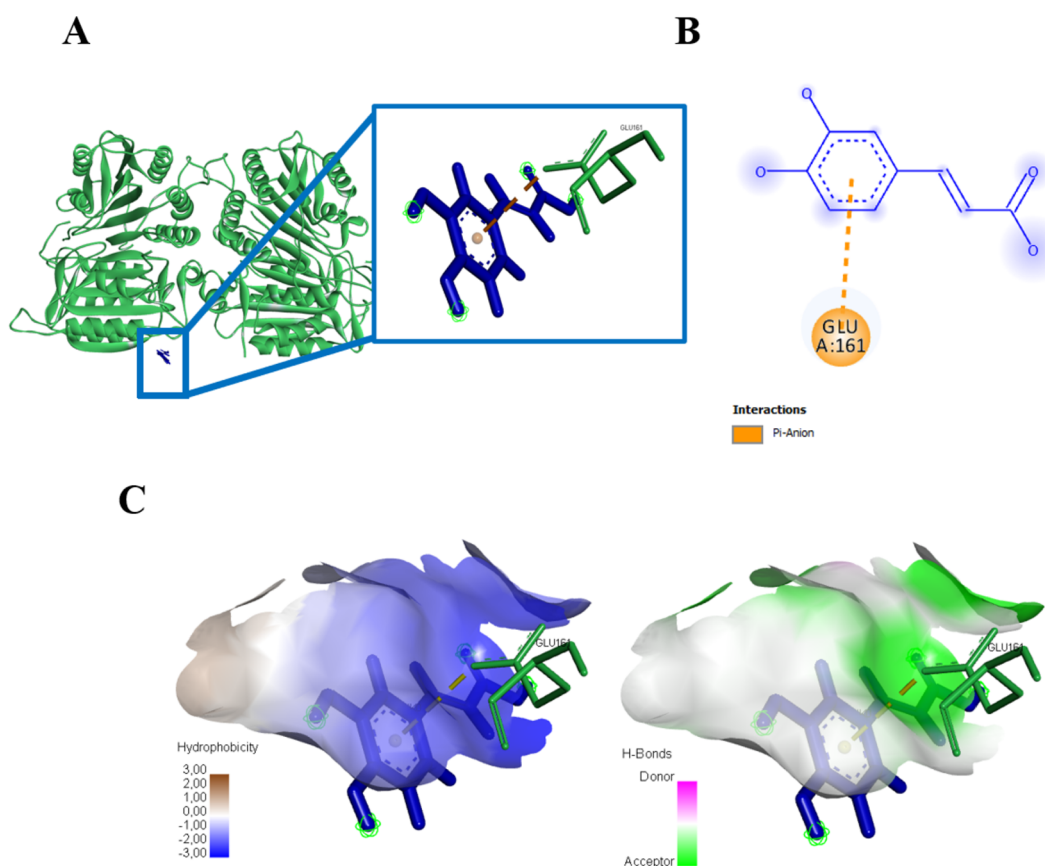 A
B
GLU161
O
O
O
O
GLU
A:161
Interactions
Pi-Anion
C
GLU161
GLU161
Hydrophobicity
3,00
2,00
1,00
0,00
-1,00
-2,00
-3,00
H-Bonds
Donor
Acceptor